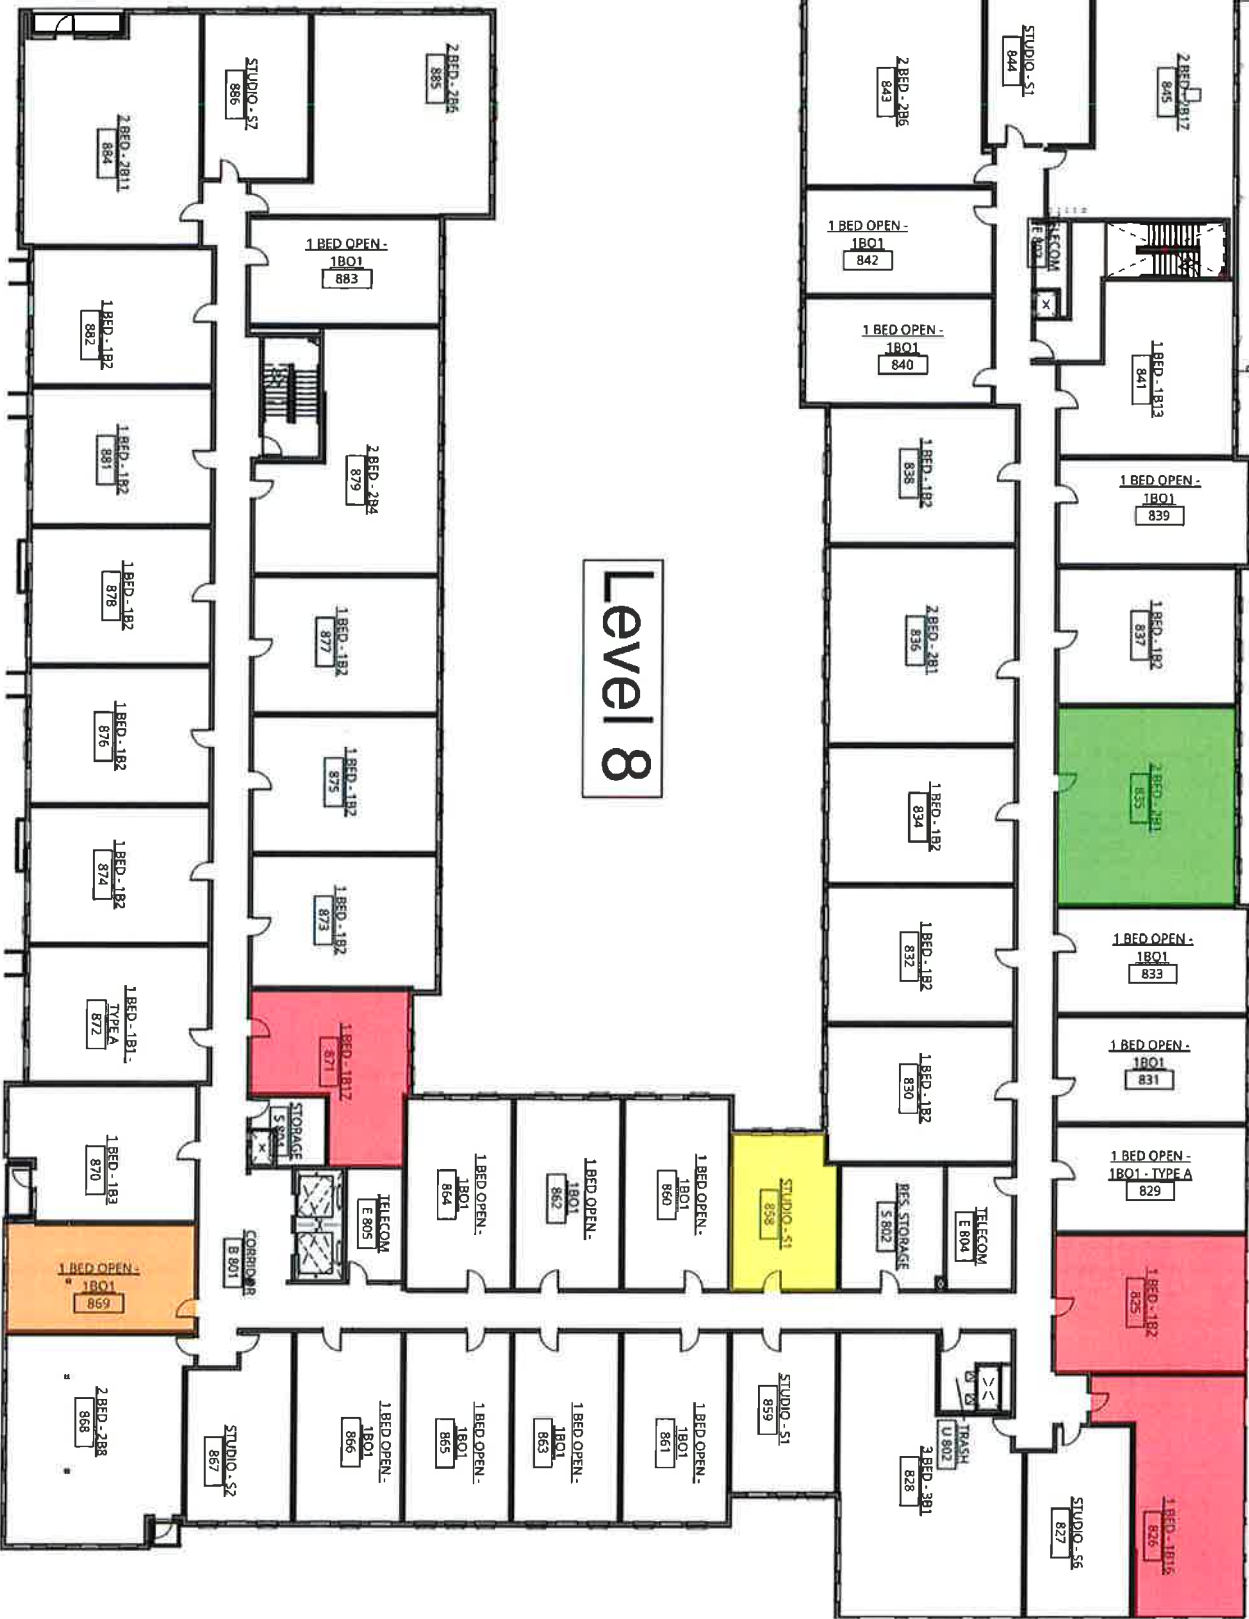 2 BED - 2B6
885
STUDIO - S7
886
2 BED - 2B11
884
1 BED OPEN -
1BO1
883
1 BED - 1B2
882
1 BED - 1B2
881
2 BED - 2B4
879
1 BED - 1B2
878
1 BED - 1B2
877
1 BED - 1B2
876
1 BED - 1B2
875
1 BED - 1B2
874
1 BED - 1B2
873
1 BED - 1B1 -
TYPE A
872
1 BED - 1B17
871
STORAGE
S 804
1 BED - 1B3
870
1 BED OPEN -
1BO1
869
CORRIDOR
B 801
TELECOM
E 805
2 BED - 2B8
868
STUDIO - S2
867
1 BED OPEN -
1BO1
866
1 BED OPEN -
1BO1
865
1 BED OPEN -
1BO1
864
1 BED OPEN -
1BO1
863
1 BED OPEN -
1BO1
862
1 BED OPEN -
1BO1
861
1 BED OPEN -
1BO1
860
STUDIO - S1
859
STUDIO - S1
858
Level 8
2 BED - 2B17
845
STUDIO - S1
844
2 BED - 2B6
843
1 BED OPEN -
1BO1
842
TELECOM
1 BED OPEN -
1BO1
840
1 BED - 1B13
841
1 BED OPEN -
1BO1
839
1 BED - 1B2
838
1 BED - 1B2
837
2 BED - 2B1
836
2 BED - 2B1
835
1 BED - 1B2
834
1 BED OPEN -
1BO1
833
1 BED - 1B2
832
1 BED OPEN -
1BO1
831
1 BED - 1B2
830
1 BED OPEN -
1BO1 - TYPE A
829
RES. STORAGE
S 802
TELECOM
E 804
1 BED - 1B2
825
TRASH
U 802
3 BED - 3B1
828
STUDIO - S6
827
1 BED - 1B16
826